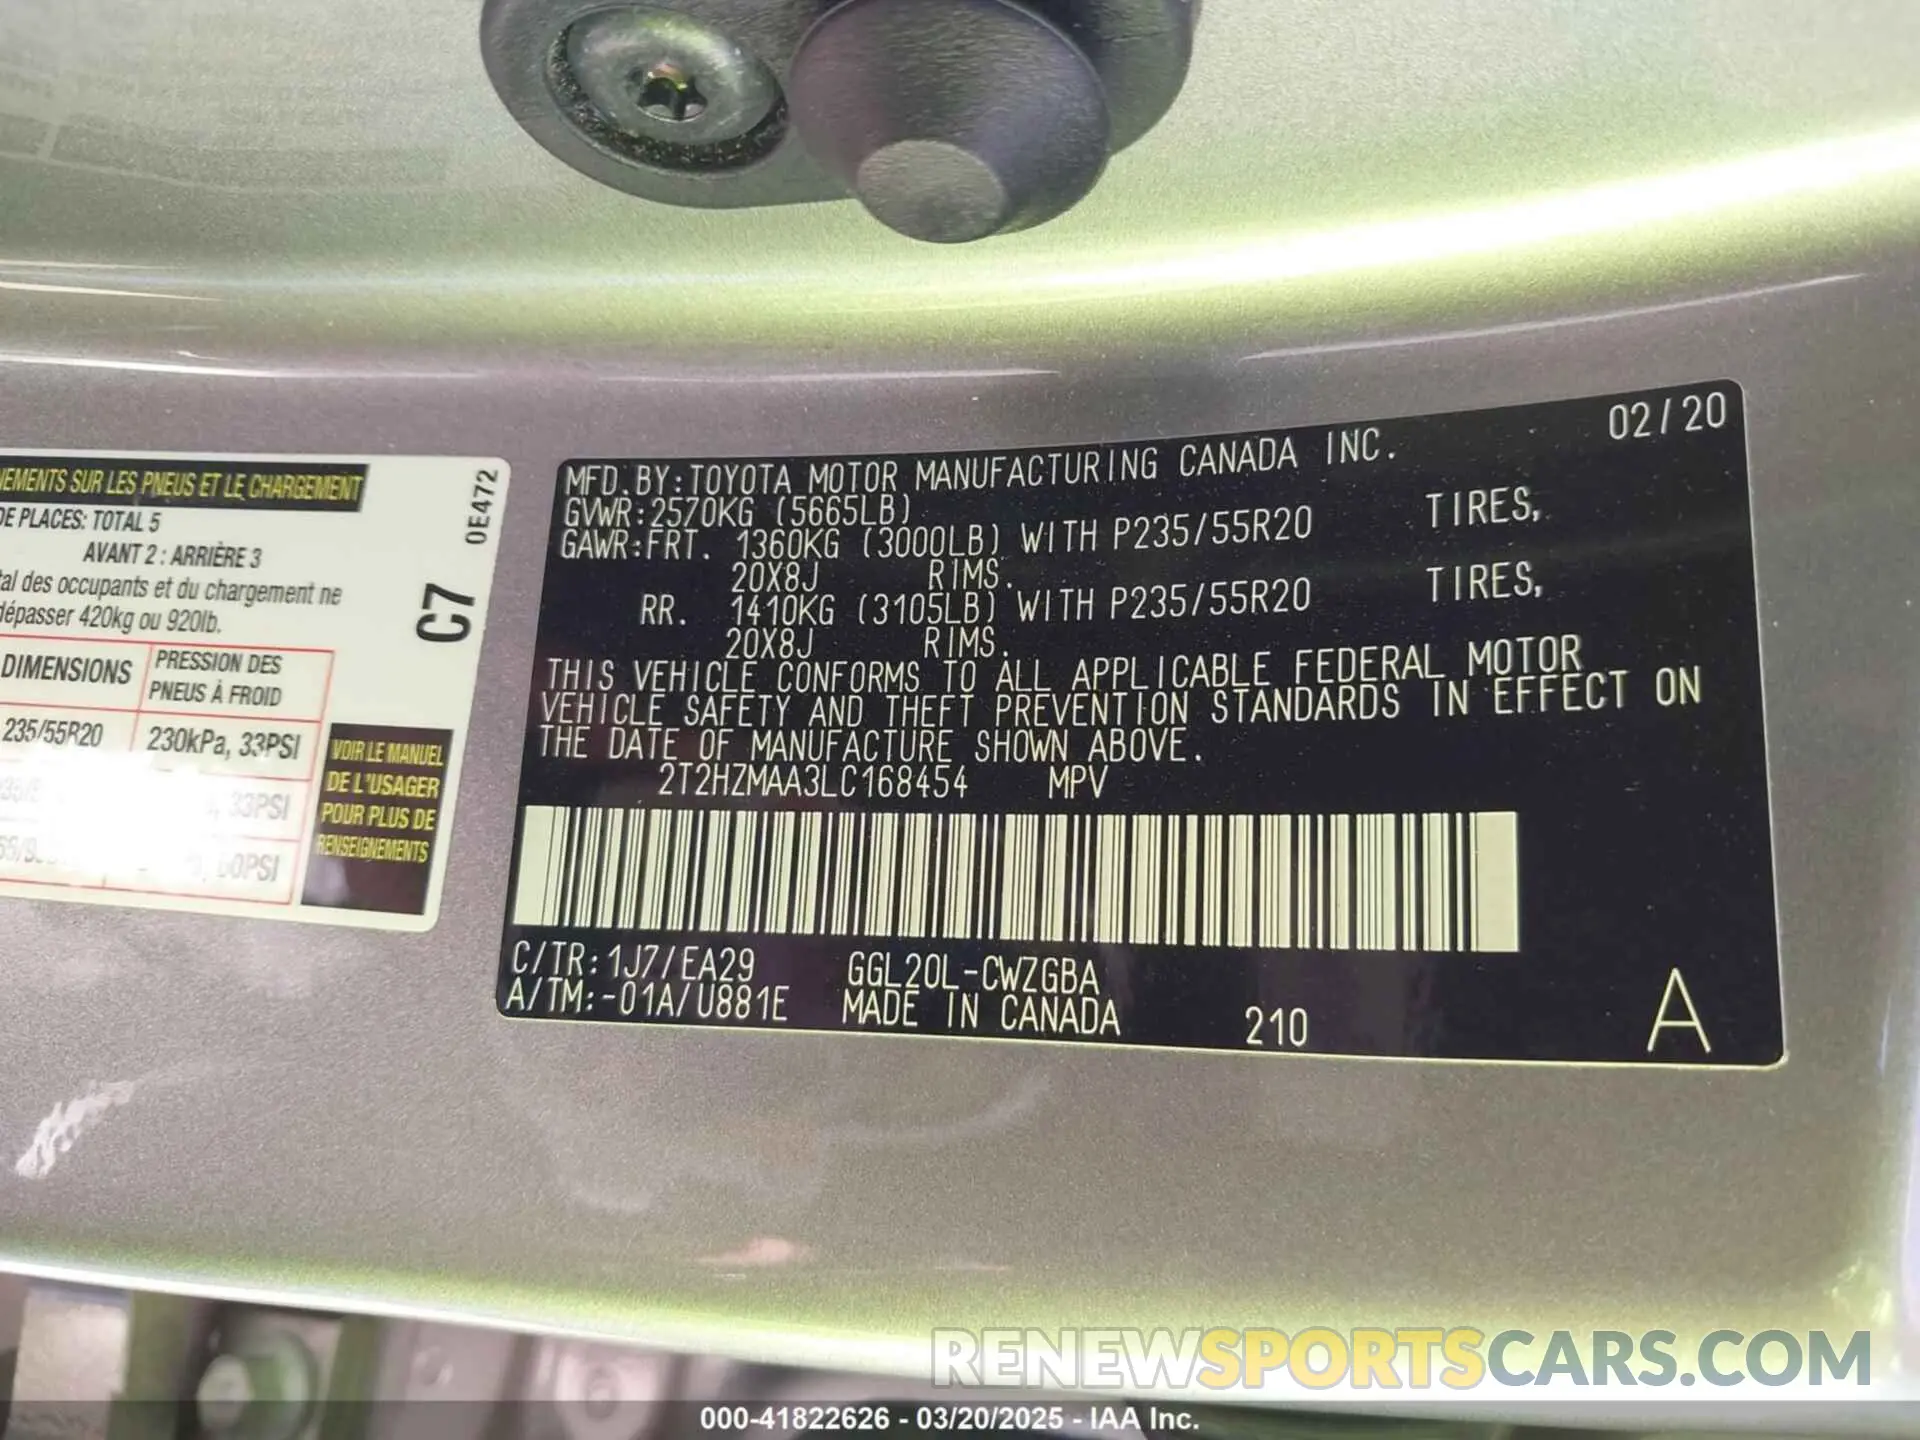 NEMENTS SUR LES PNEUS ET LE CHARGEMENT
DE PLACES: TOTAL 5
AVANT 2 : ARRIÈRE 3
tal des occupants et du chargement ne
dépasser 420kg ou 920lb.
DIMENSIONS PRESSION DES
PNEUS À FROID
235/55R20 230kPa, 33PSI
33PSI
60PSI
VOIR LE MANUEL
DE L'USAGER
POUR PLUS DE
RENSEIGNEMENTS
0E472
C7
02/20
MFD.BY:TOYOTA MOTOR MANUFACTURING CANADA INC.
GVWR:2570KG (5665LB)
GAWR:FRT. 1360KG (3000LB) WITH P235/55R20 TIRES,
20X8J RIMS.
RR. 1410KG (3105LB) WITH P235/55R20 TIRES,
20X8J RIMS.
THIS VEHICLE CONFORMS TO ALL APPLICABLE FEDERAL MOTOR
VEHICLE SAFETY AND THEFT PREVENTION STANDARDS IN EFFECT ON
THE DATE OF MANUFACTURE SHOWN ABOVE.
2T2HZMAA3LC168454 MPV
C/TR:1J7/EA29 GGL20L-CWZGBA
A/TM:-01A/U881E MADE IN CANADA 210 A
RENEWSPORTSCARS.COM
000-41822626 - 03/20/2025 - IAA Inc.